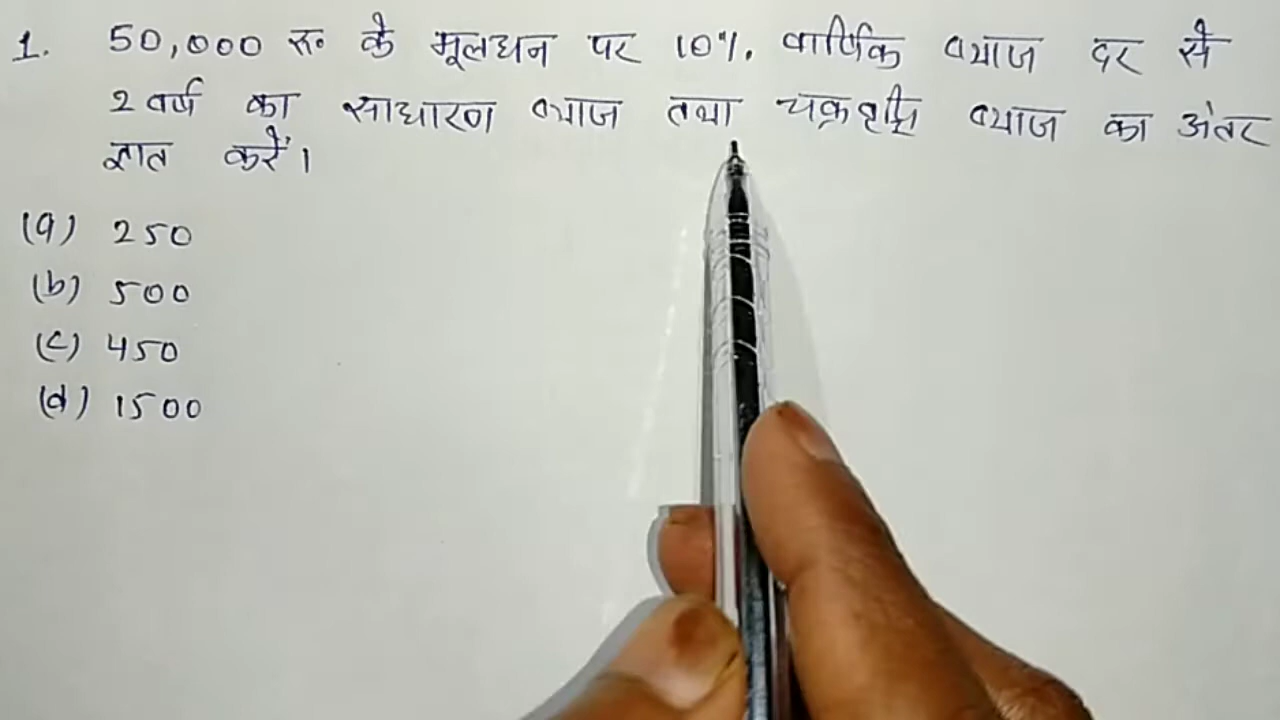 1. 50,000 रू० के मूलधन पर 10%. वार्षिक ब्याज दर से
2 वर्ष का साधारण ब्याज तथा चक्रवृद्धि ब्याज का अंतर
ज्ञात करें।
(a) 250
(b) 500
(c) 450
(d) 1500